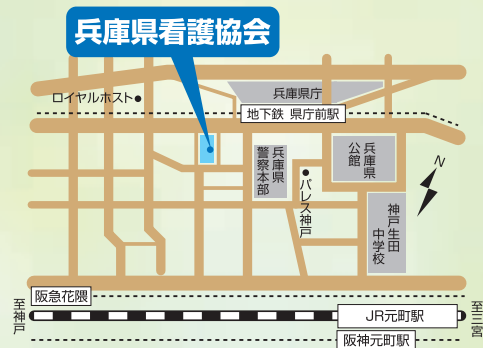 兵庫県看護協会
兵庫県庁
ロイヤルホスト
地下鉄 県庁前駅
兵庫県
警察本部
兵庫県
公館
パレス神戸
N
神戸生田
中学校
阪急花隈
至神戸
JR元町駅
至三宮
阪神元町駅